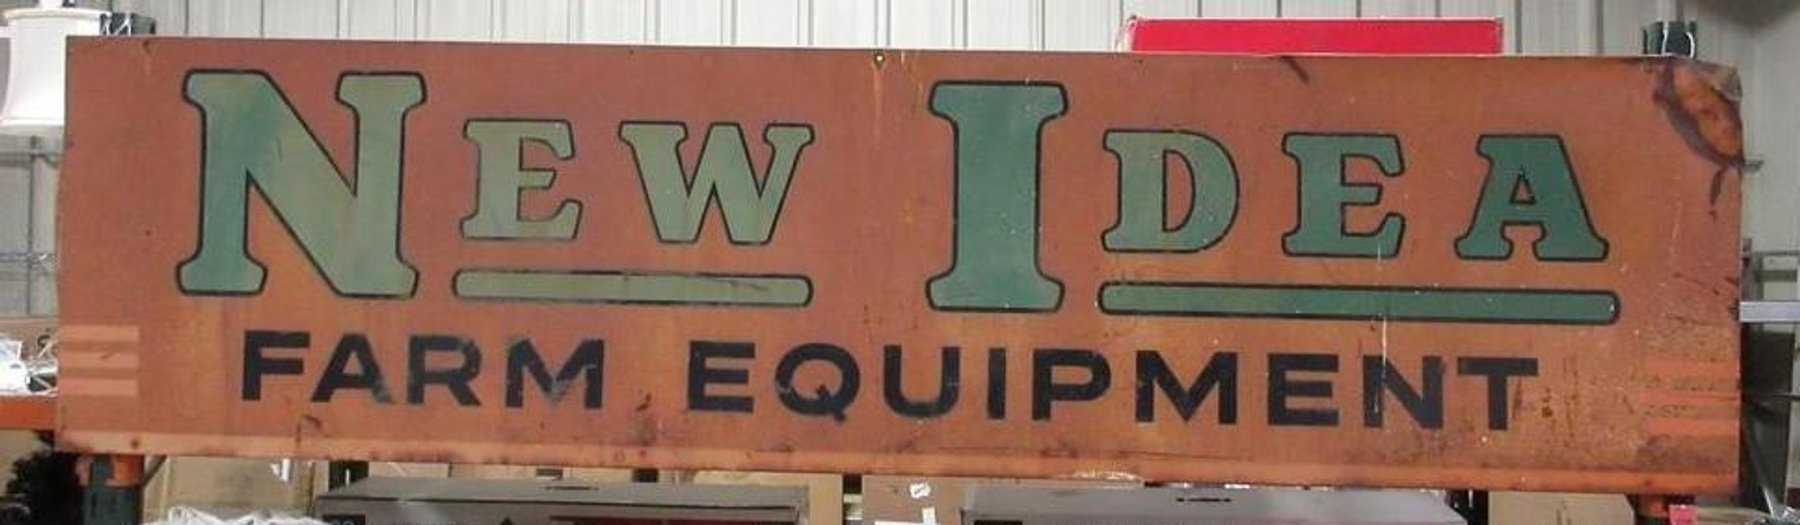 NEW IDEA
FARM EQUIPMENT